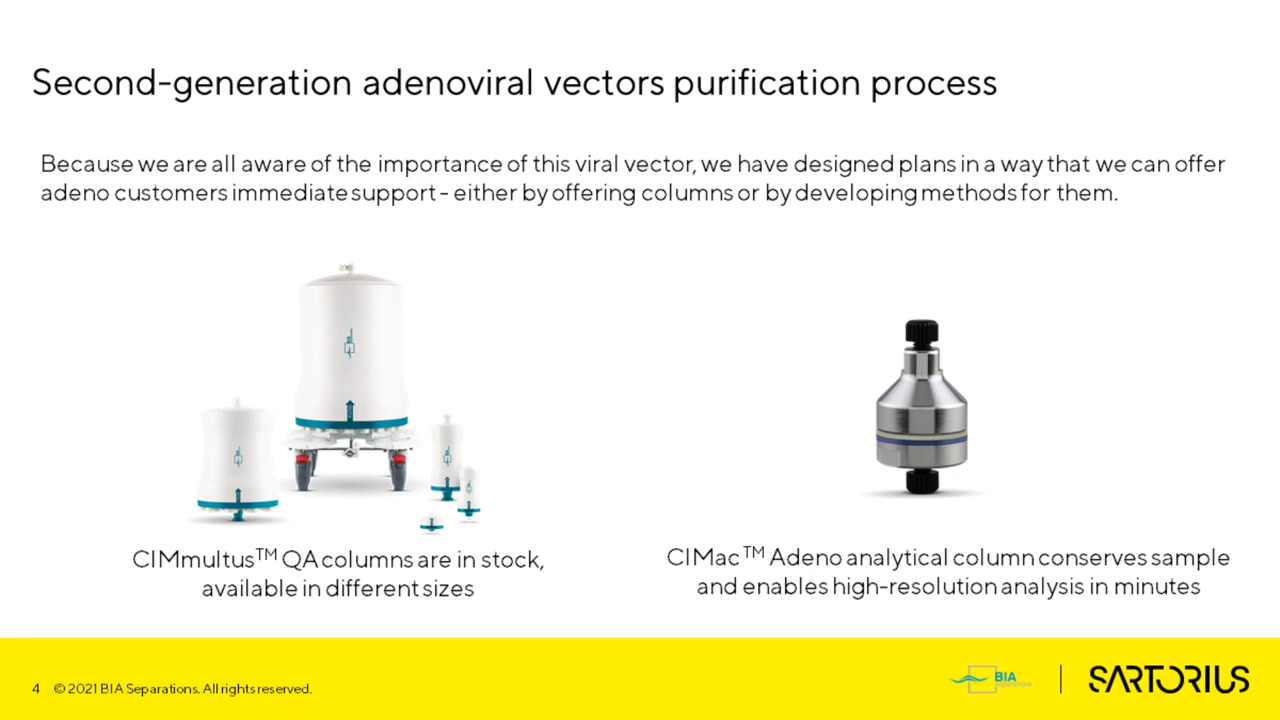 Second-generation adenoviral vectors purification process
Because we are all aware of the importance of this viral vector, we have designed plans in a way that we can offer
adeno customers immediate support - either by offering columns or by developing methods for them.
CIMmultus™ QA columns are in stock,
available in different sizes
CIMac™ Adeno analytical column conserves sample
and enables high-resolution analysis in minutes
4 © 2021 BIA Separations. All rights reserved.
BIA
SARTORIUS